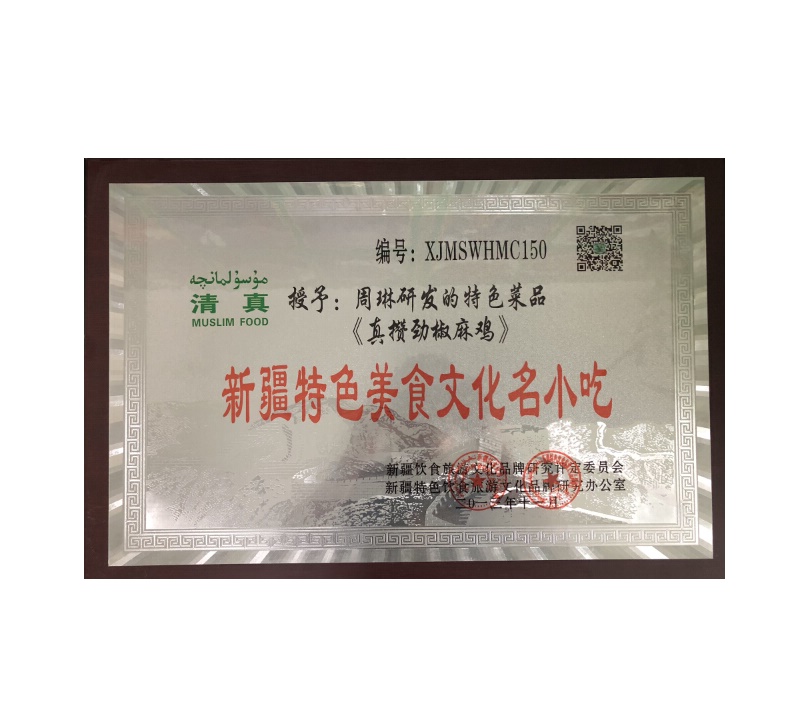 编号：XJMSWHMC150
مۇسۇلمانچە
清真
MUSLIM FOOD
授予：周琳研发的特色菜品
《真攒劲椒麻鸡》
新疆特色美食文化名小吃
新疆饮食旅游文化品牌研究评定委员会
新疆特色饮食旅游文化品牌研究办公室
二〇一二年十一月